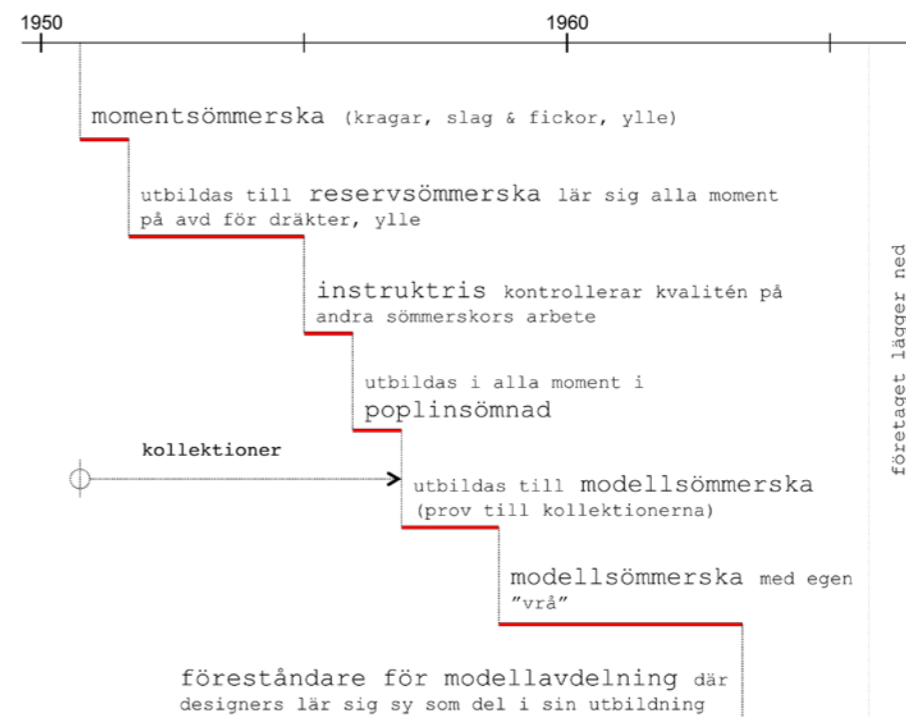 1950
1960
momentsömmerska (kragar, slag & fickor, ylle)
utbildas till reservsömmerska lär sig alla moment
på avd för dräkter, ylle
instruktris kontrollerar kvalitén på
andra sömmerskors arbete
utbildas i alla moment i
poplinsömnad
kollektioner
utbildas till modellsömmerska
(prov till kollektionerna)
modellsömmerska med egen
”vrå”
föreståndare för modellavdelning där
designers lär sig sy som del i sin utbildning
företaget lägger ned